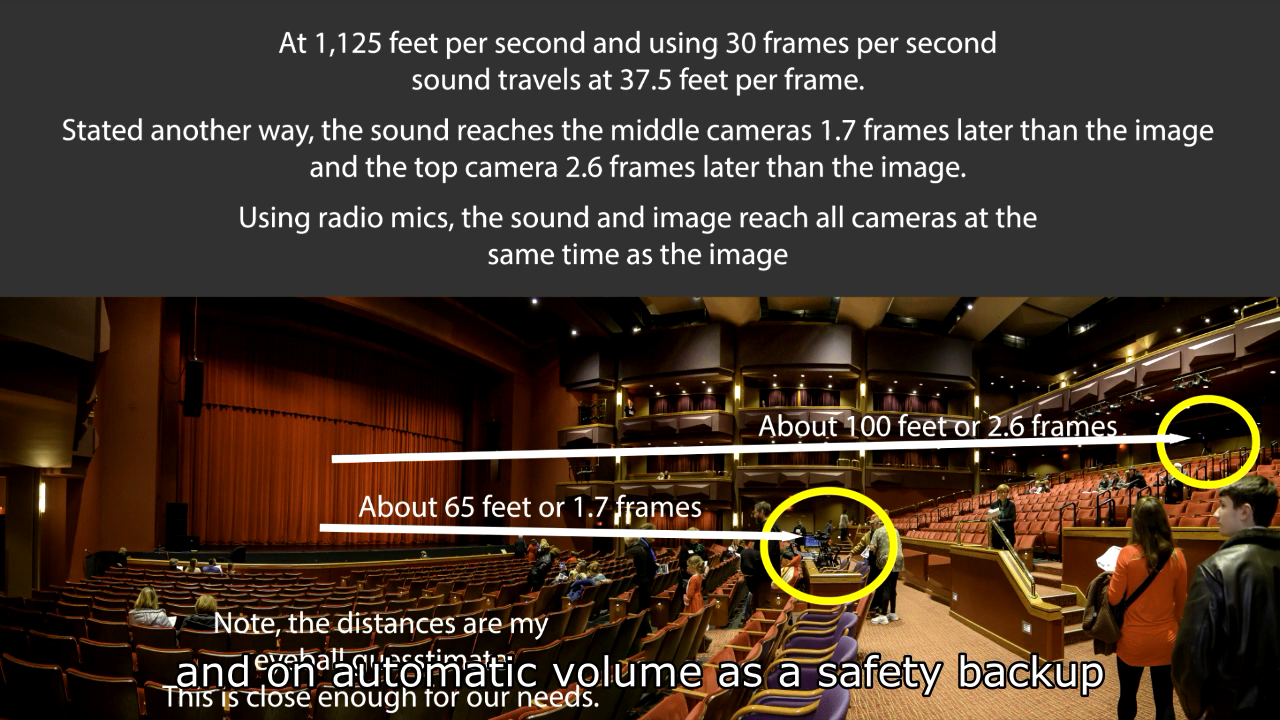 At 1,125 feet per second and using 30 frames per second
sound travels at 37.5 feet per frame.
Stated another way, the sound reaches the middle cameras 1.7 frames later than the image
and the top camera 2.6 frames later than the image.
Using radio mics, the sound and image reach all cameras at the
same time as the image
About 100 feet or 2.6 frames
About 65 feet or 1.7 frames
Note, the distances are my
eyeball guesstimate.
and on automatic volume as a safety backup
This is close enough for our needs.